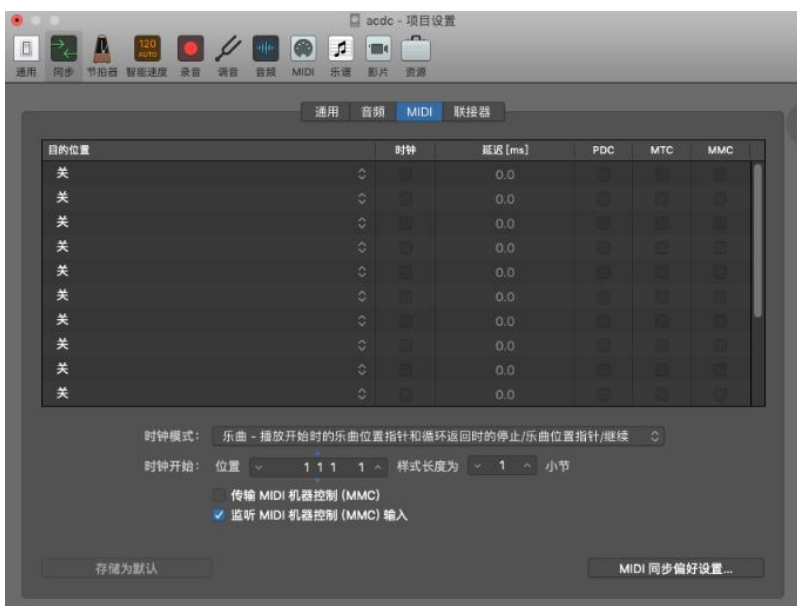 acdc - 项目设置
120
AUTO
通用 同步 节拍器 智能速度 录音 调音 音频 MIDI 乐谱 影片 资源
通用 音频 MIDI 联接器
目的位置 时钟 延迟 [ms] PDC MTC MMC
关 0.0
关 0.0
关 0.0
关 0.0
关 0.0
关 0.0
关 0.0
关 0.0
关 0.0
关 0.0
时钟模式: 乐曲 - 播放开始时的乐曲位置指针和循环返回时的停止/乐曲位置指针/继续
时钟开始: 位置 1 1 1 1 样式长度为 1 小节
传输 MIDI 机器控制 (MMC)
监听 MIDI 机器控制 (MMC) 输入
存储为默认 MIDI 同步偏好设置...